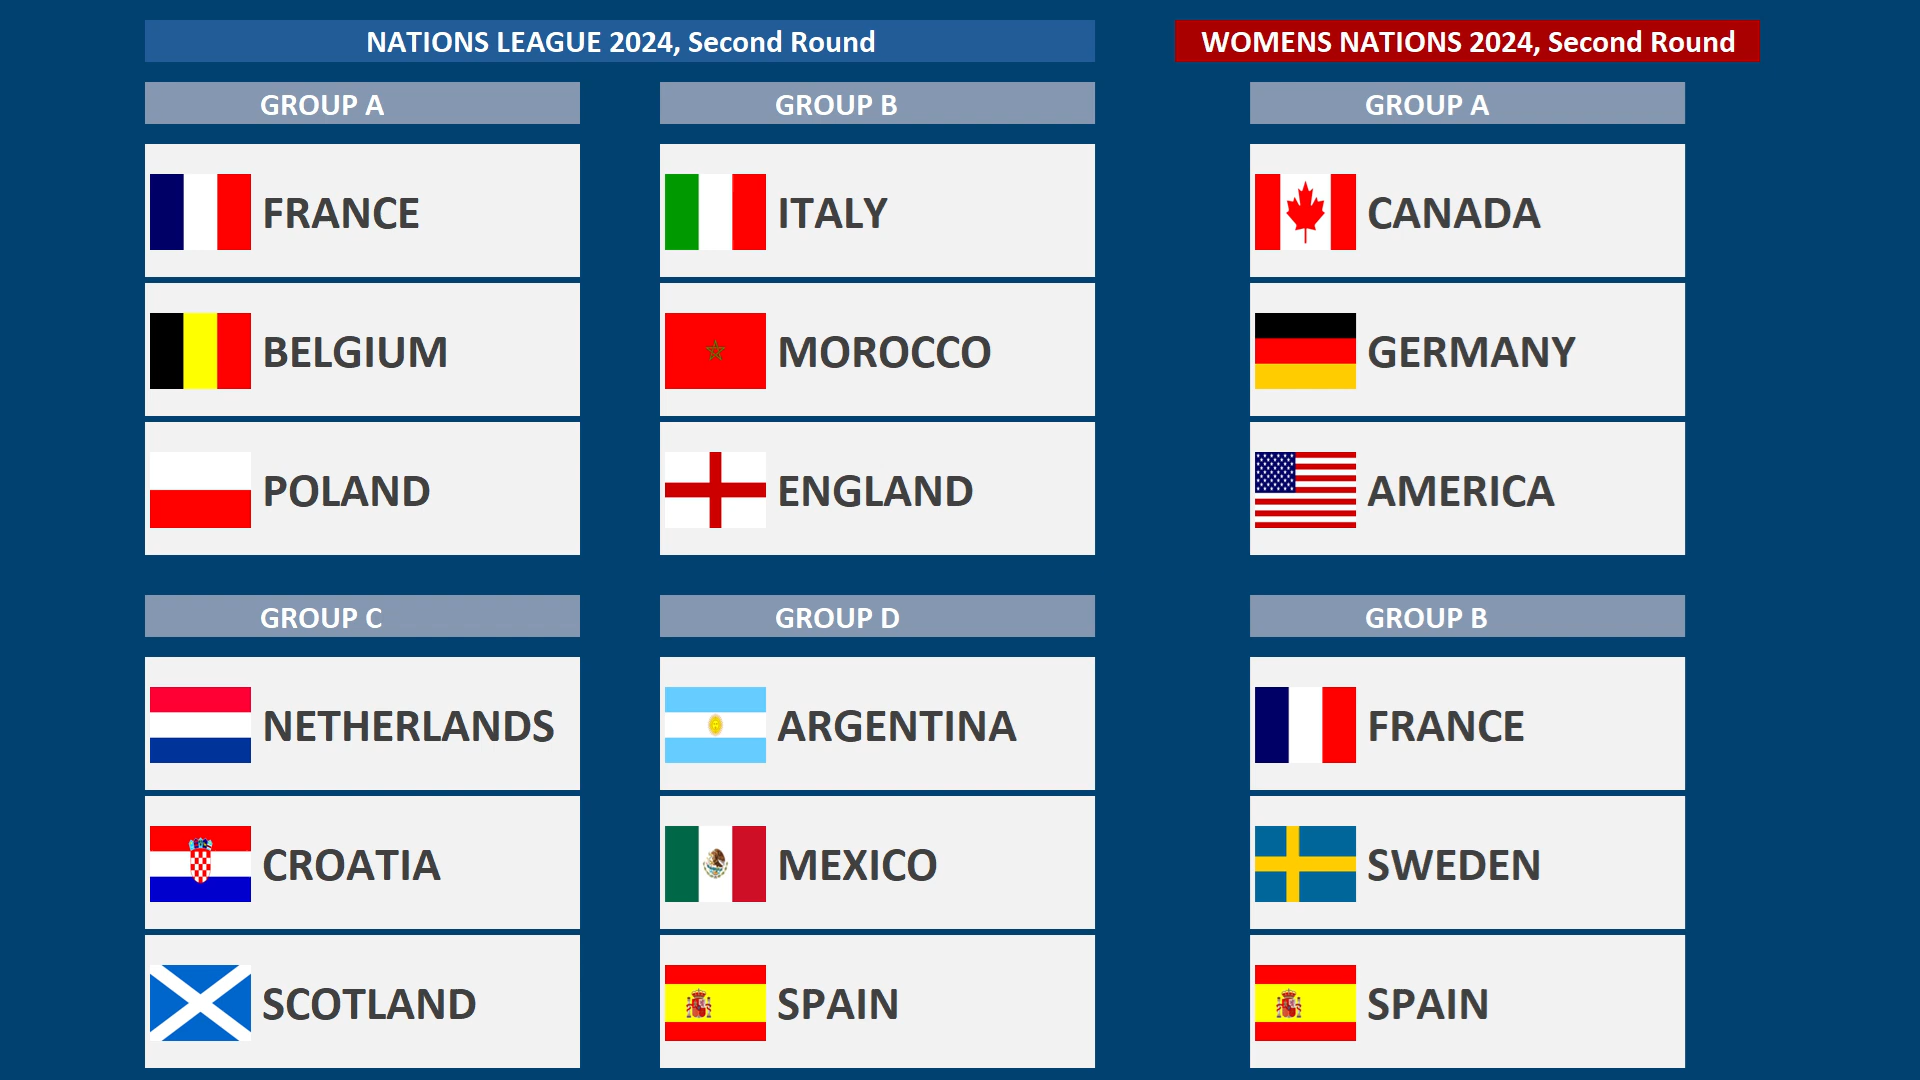 NATIONS LEAGUE 2024, Second Round
GROUP A
FRANCE
BELGIUM
POLAND
GROUP B
ITALY
MOROCCO
ENGLAND
GROUP C
NETHERLANDS
CROATIA
SCOTLAND
GROUP D
ARGENTINA
MEXICO
SPAIN
WOMENS NATIONS 2024, Second Round
GROUP A
CANADA
GERMANY
AMERICA
GROUP B
FRANCE
SWEDEN
SPAIN